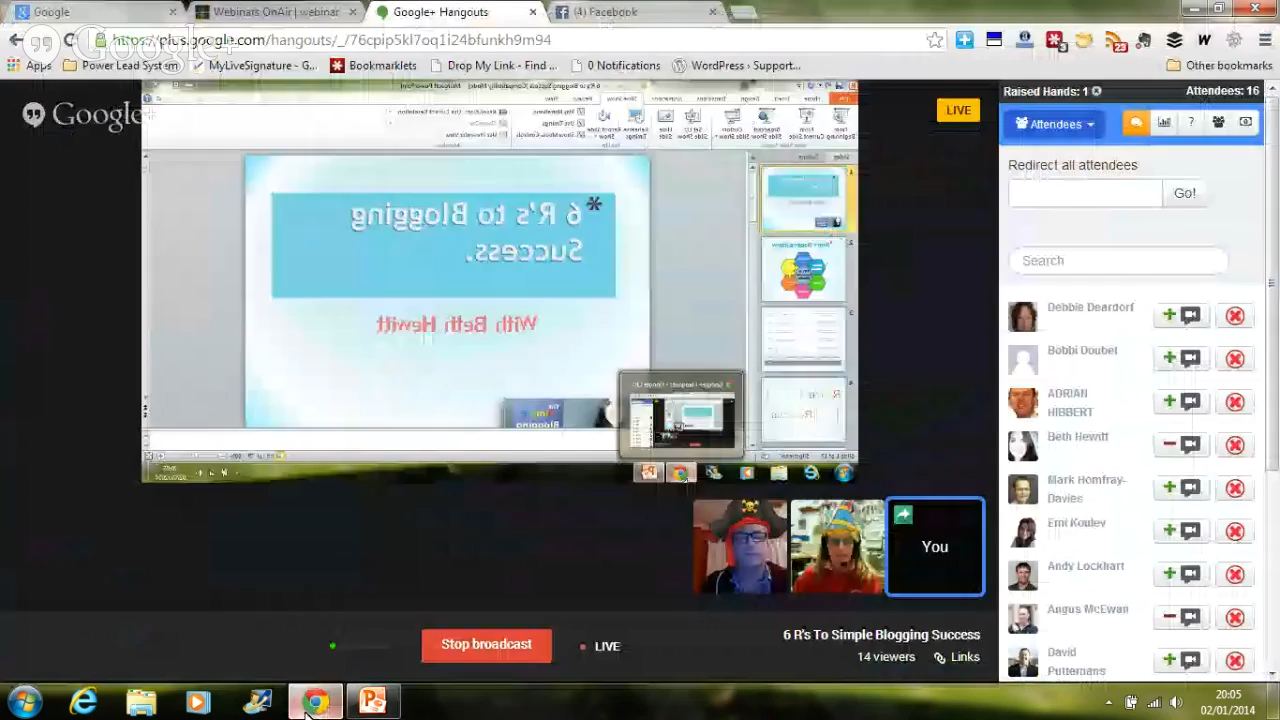 Google
Webinars OnAir | webinar
Google+ Hangouts
(4) Facebook
https://plus.google.com/hangouts/_/76cpip5kl7oq1i24bfunkh9m94
Google+
Apps
Power Lead System
MyLiveSignature - G...
Bookmarklets
Drop My Link - Find ...
0 Notifications
WordPress › Support...
Other bookmarks
23
Google+
LIVE
Raised Hands: 1
Attendees: 16
Attendees
Redirect all attendees
Go!
Search
*6 R's to Blogging
Success.
With Beth Hewitt
Debbie Deardorf
Bobbi Doubet
ADRIAN
HIBBERT
Beth Hewitt
Mark Homfray-
Davies
Emi Koulev
Andy Lockhart
Angus McEwan
David
Puttemans
You
Stop broadcast
LIVE
6 R's To Simple Blogging Success
14 viewers
Links
20:05
02/01/2014